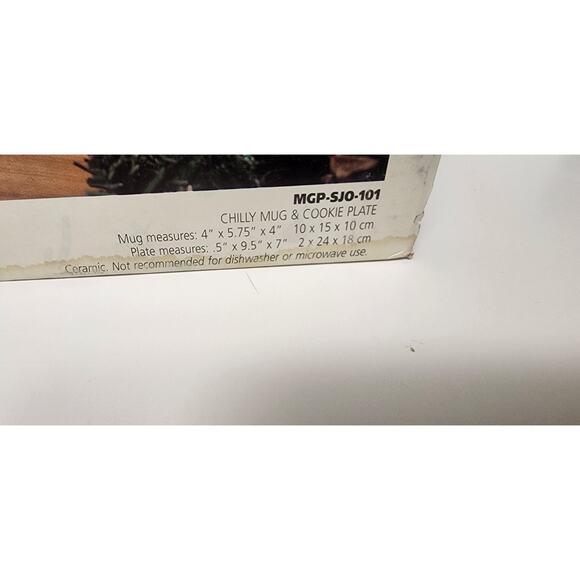 MGP-SJO-101
CHILLY MUG & COOKIE PLATE
Mug measures: 4" x 5.75" x 4" 10 x 15 x 10 cm
Plate measures: .5" x 9.5" x 7" 2 x 24 x 18 cm
Ceramic. Not recommended for dishwasher or microwave use.